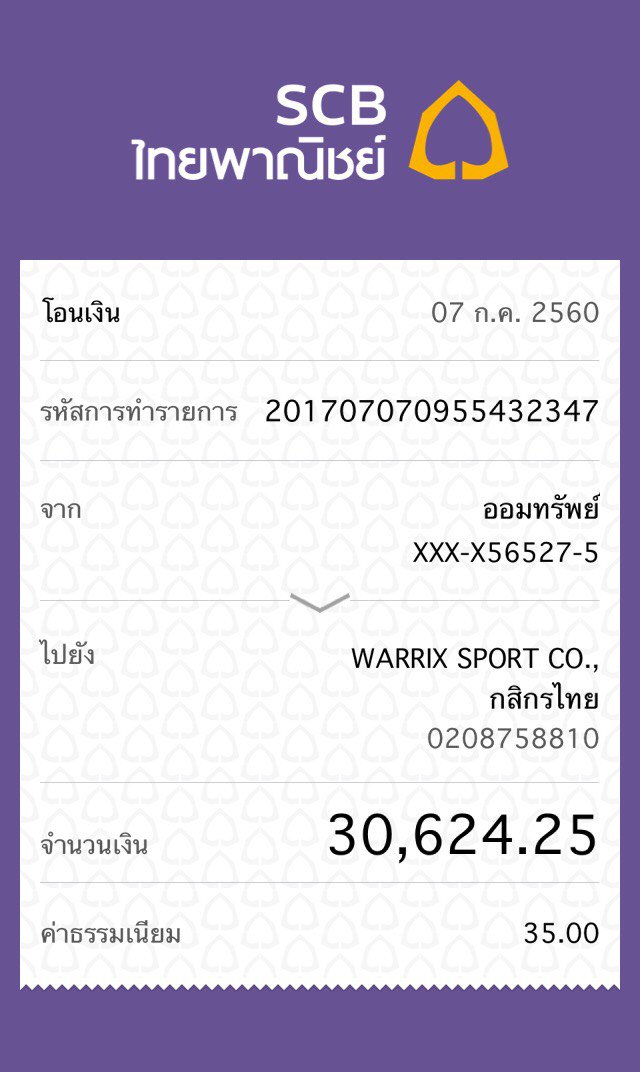 SCB
ไทยพาณิชย์
โอนเงิน 07 ก.ค. 2560
รหัสการทำรายการ 201707070955432347
จาก ออมทรัพย์
XXX-X56527-5
ไปยัง WARRIX SPORT CO.,
กสิกรไทย
0208758810
จำนวนเงิน 30,624.25
ค่าธรรมเนียม 35.00